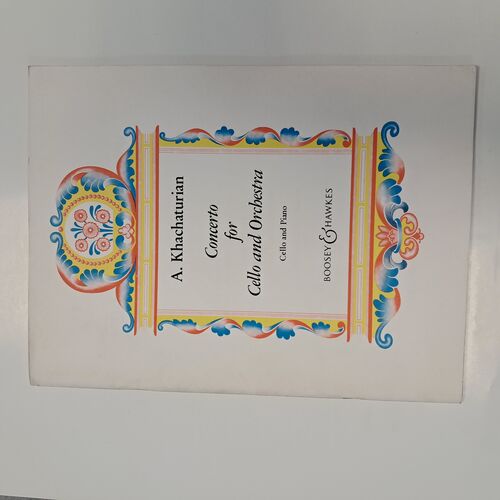 A. Khachaturian
Concerto
for
Cello and Orchestra
Cello and Piano
BOOSEY & HAWKES